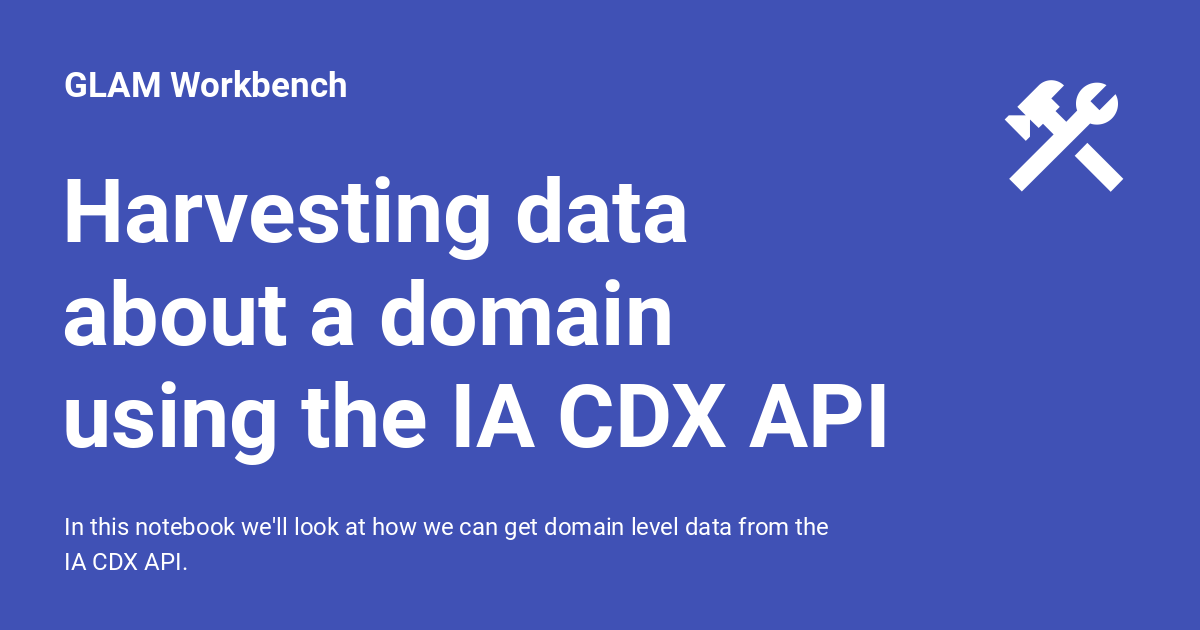 GLAM Workbench
Harvesting data
about a domain
using the IA CDX API
In this notebook we'll look at how we can get domain level data from the
IA CDX API.